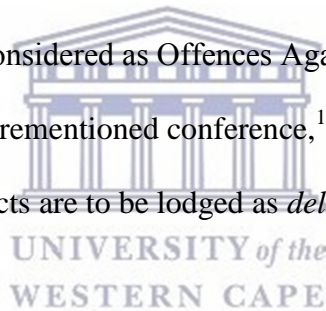 onsidered as Offences Aga
rementioned conference,1
cts are to be lodged as del
UNIVERSITY of the
WESTERN CAPE